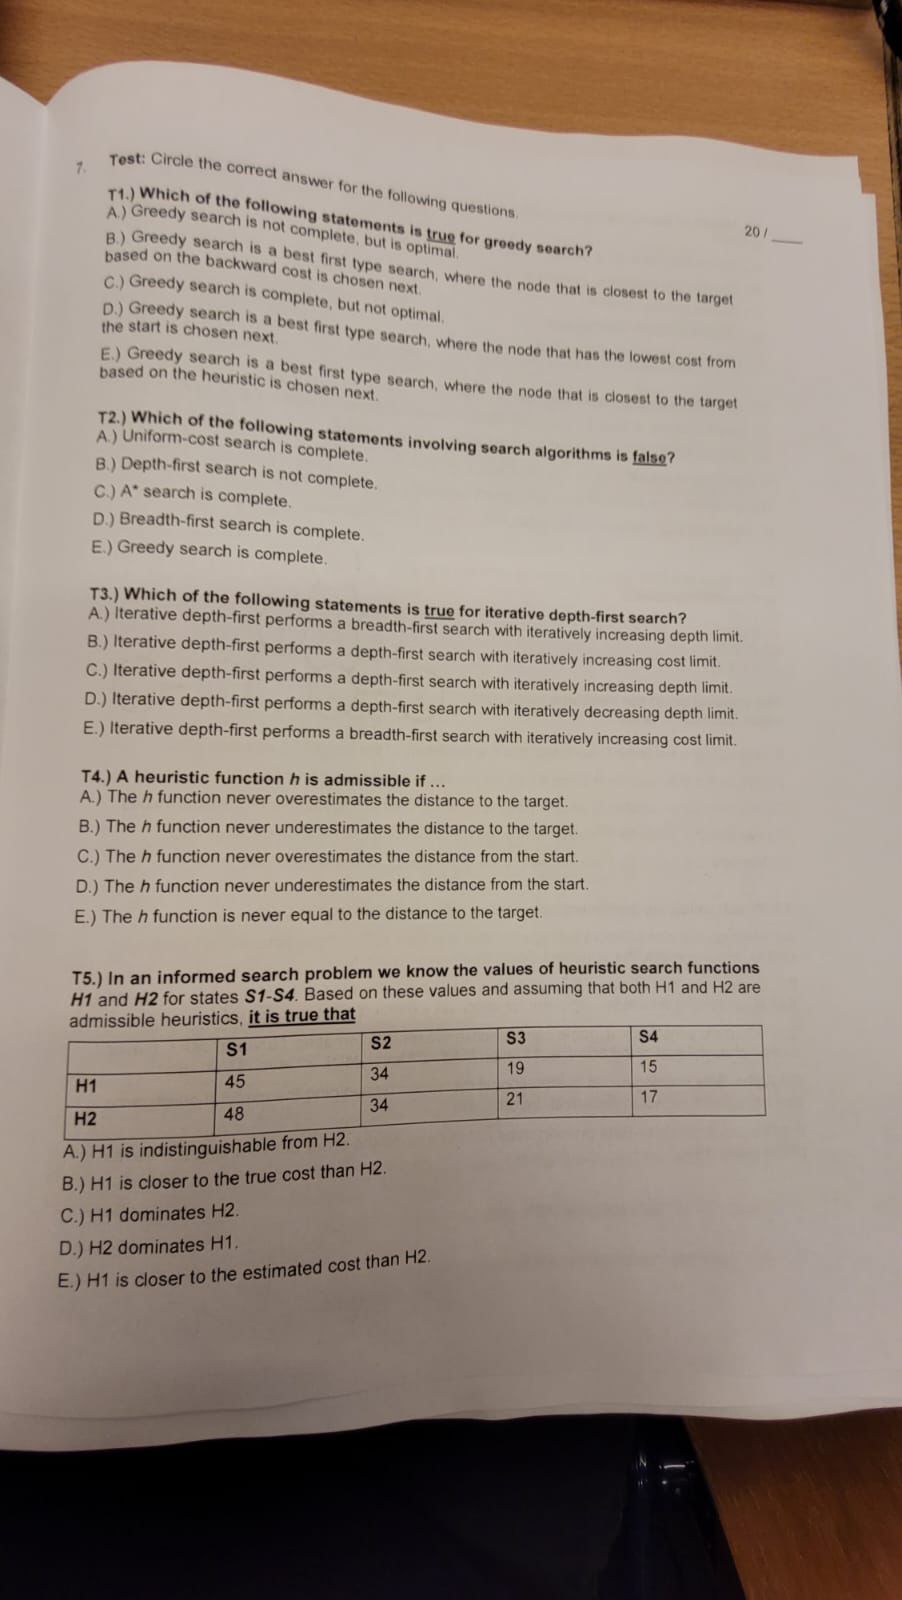 1. Test: Circle the correct answer for the following questions.
20 / ____
T1.) Which of the following statements is true for greedy search?
A.) Greedy search is not complete, but is optimal.
B.) Greedy search is a best first type search, where the node that is closest to the target
based on the backward cost is chosen next.
C.) Greedy search is complete, but not optimal.
D.) Greedy search is a best first type search, where the node that has the lowest cost from
the start is chosen next.
E.) Greedy search is a best first type search, where the node that is closest to the target
based on the heuristic is chosen next.
T2.) Which of the following statements involving search algorithms is false?
A.) Uniform-cost search is complete.
B.) Depth-first search is not complete.
C.) A* search is complete.
D.) Breadth-first search is complete.
E.) Greedy search is complete.
T3.) Which of the following statements is true for iterative depth-first search?
A.) Iterative depth-first performs a breadth-first search with iteratively increasing depth limit.
B.) Iterative depth-first performs a depth-first search with iteratively increasing cost limit.
C.) Iterative depth-first performs a depth-first search with iteratively increasing depth limit.
D.) Iterative depth-first performs a depth-first search with iteratively decreasing depth limit.
E.) Iterative depth-first performs a breadth-first search with iteratively increasing cost limit.
T4.) A heuristic function h is admissible if ...
A.) The h function never overestimates the distance to the target.
B.) The h function never underestimates the distance to the target.
C.) The h function never overestimates the distance from the start.
D.) The h function never underestimates the distance from the start.
E.) The h function is never equal to the distance to the target.
T5.) In an informed search problem we know the values of heuristic search functions
H1 and H2 for states S1-S4. Based on these values and assuming that both H1 and H2 are
admissible heuristics, it is true that
S1 S2 S3 S4
H1 45 34 19 15
H2 48 34 21 17
A.) H1 is indistinguishable from H2.
B.) H1 is closer to the true cost than H2.
C.) H1 dominates H2.
D.) H2 dominates H1.
E.) H1 is closer to the estimated cost than H2.